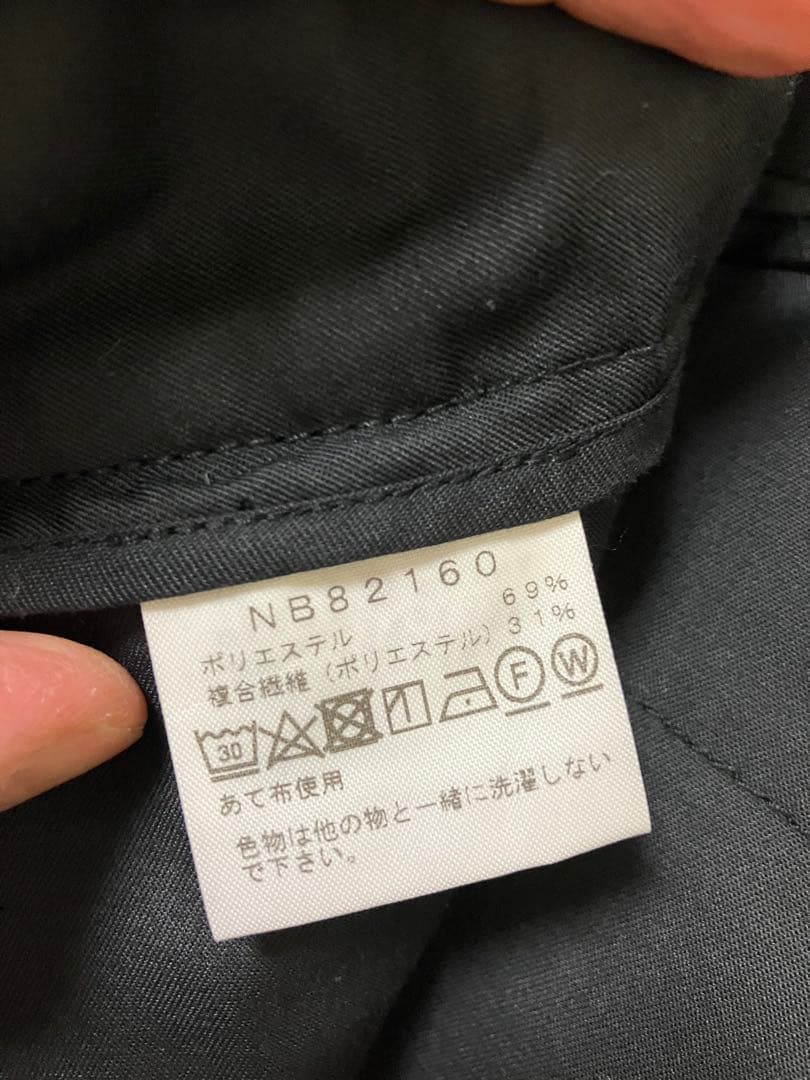 NB82160
ポリエステル 69%
複合繊維(ポリエステル) 31%
30 F W
あて布使用
色物は他の物と一緒に洗濯しない
で下さい。